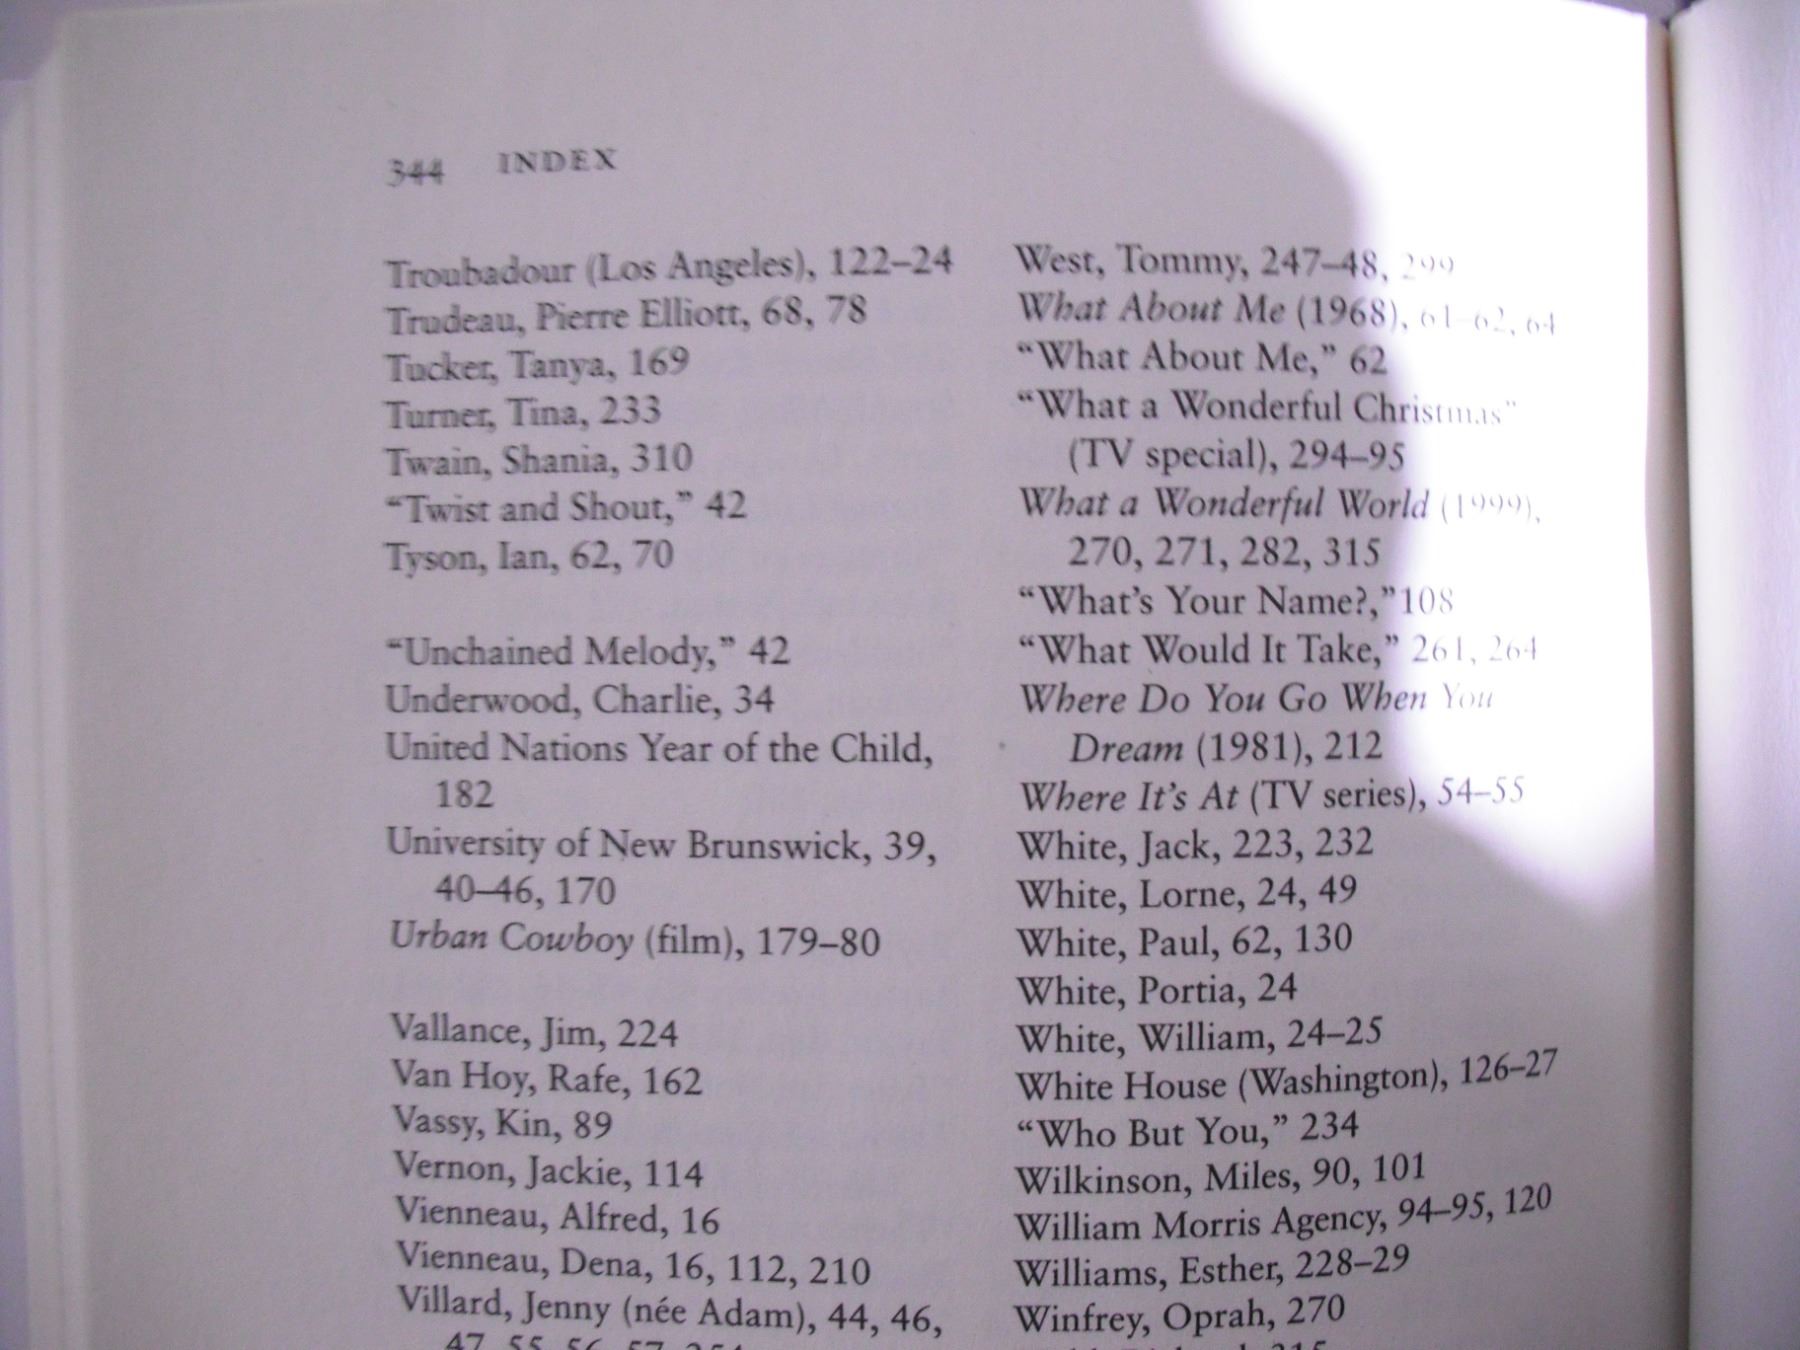 344 INDEX
Troubadour (Los Angeles), 122–24
Trudeau, Pierre Elliott, 68, 78
Tucker, Tanya, 169
Turner, Tina, 233
Twain, Shania, 310
“Twist and Shout,” 42
Tyson, Ian, 62, 70
“Unchained Melody,” 42
Underwood, Charlie, 34
United Nations Year of the Child,
182
University of New Brunswick, 39,
40–46, 170
Urban Cowboy (film), 179–80
Vallance, Jim, 224
Van Hoy, Rafe, 162
Vassy, Kin, 89
Vernon, Jackie, 114
Vienneau, Alfred, 16
Vienneau, Dena, 16, 112, 210
Villard, Jenny (née Adam), 44, 46,
West, Tommy, 247–48, 299
What About Me (1968), 61–62, 64
“What About Me,” 62
“What a Wonderful Christmas”
(TV special), 294–95
What a Wonderful World (1999),
270, 271, 282, 315
“What’s Your Name?,”108
“What Would It Take,” 261, 264
Where Do You Go When You
Dream (1981), 212
Where It’s At (TV series), 54–55
White, Jack, 223, 232
White, Lorne, 24, 49
White, Paul, 62, 130
White, Portia, 24
White, William, 24–25
White House (Washington), 126–27
“Who But You,” 234
Wilkinson, Miles, 90, 101
William Morris Agency, 94–95, 120
Williams, Esther, 228–29
Winfrey, Oprah, 270